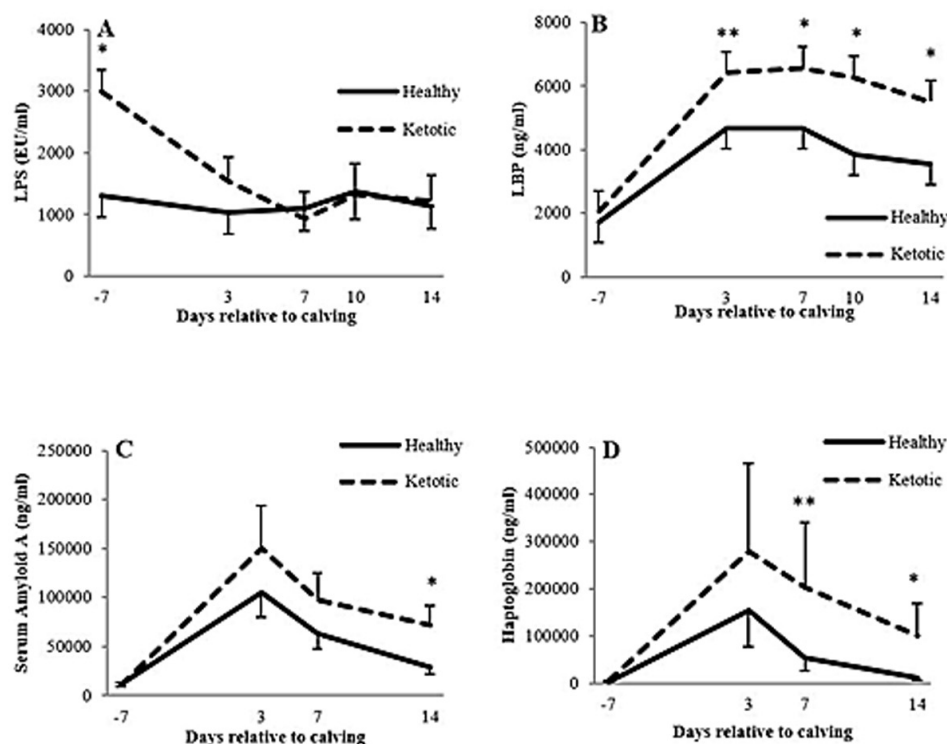 A
LPS (EU/ml)
4000
3000
2000
1000
0
*
Healthy
Ketotic
-7 3 7 10 14
Days relative to calving
B
LBP (ng/ml)
8000
6000
4000
2000
0
** * * *
Healthy
Ketotic
-7 3 7 10 14
Days relative to calving
C
Serum Amyloid A (ng/ml)
250000
200000
150000
100000
50000
0
Healthy
Ketotic
*
-7 3 7 14
Days relative to calving
D
Haptoglobin (ng/ml)
500000
400000
300000
200000
100000
0
Healthy
Ketotic
** *
-7 3 7 14
Days relative to calving